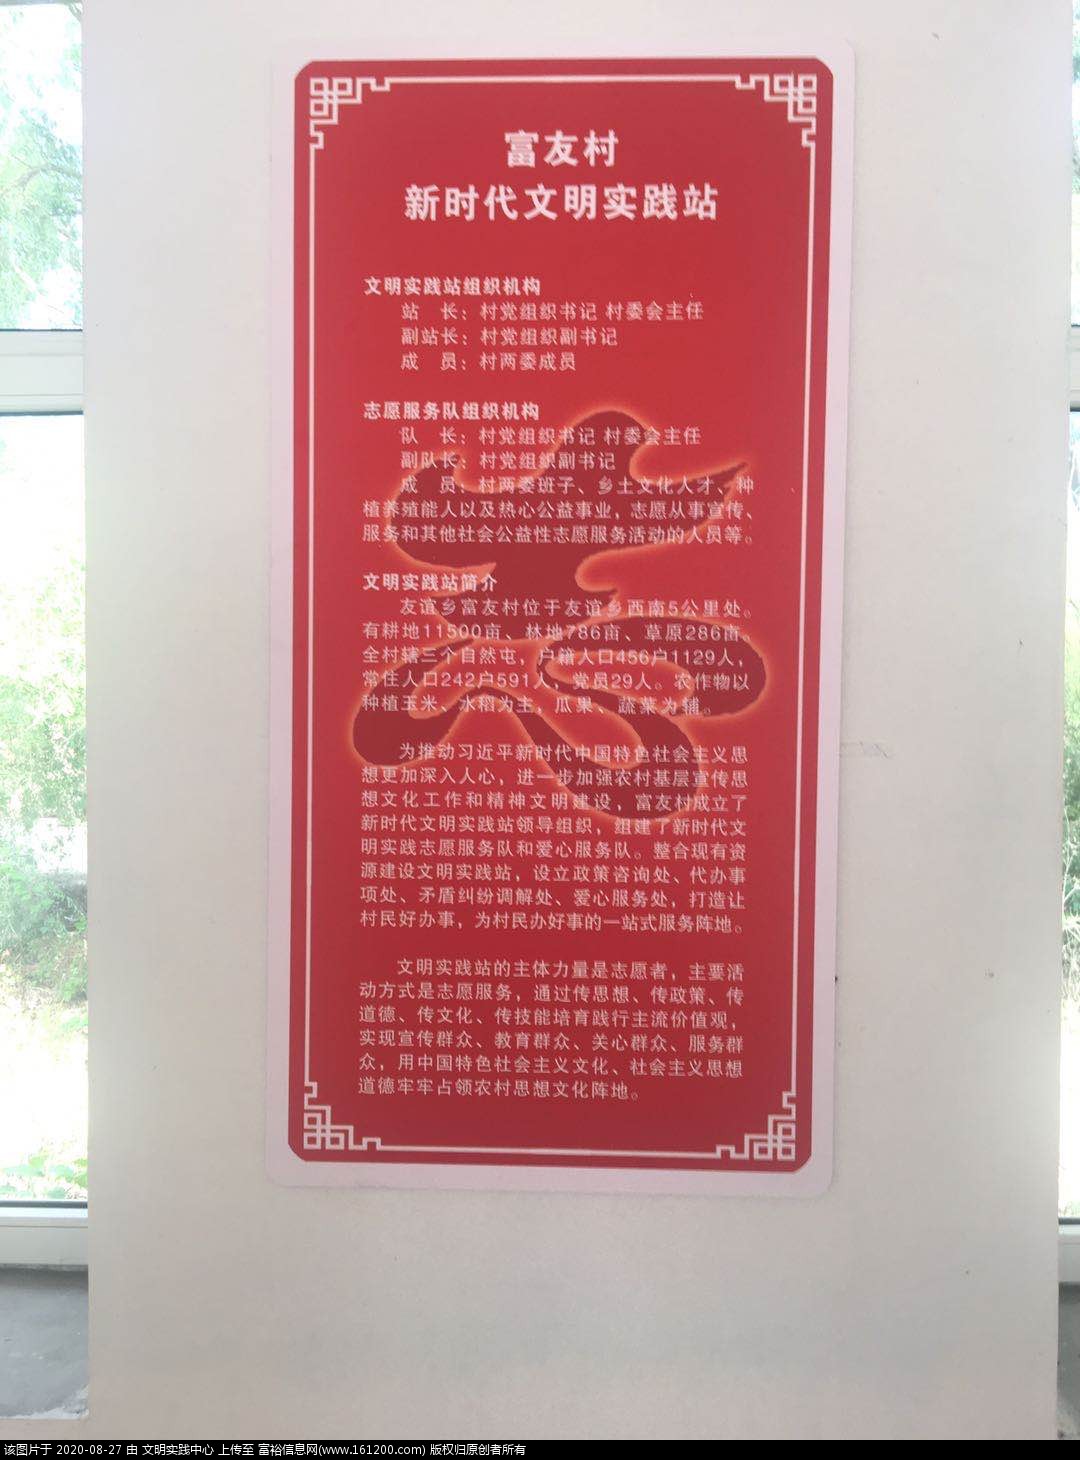 富友村
新时代文明实践站
文明实践站组织机构
站　长：村党组织书记 村委会主任
副站长：村党组织副书记
成　员：村两委成员
志愿服务队组织机构
队　长：村党组织书记 村委会主任
副队长：村党组织副书记
成　员：村两委班子、乡土文化人才、种
植养殖能人以及热心公益事业，志愿从事宣传、
服务和其他社会公益性志愿服务活动的人员等。
文明实践站简介
友谊乡富友村位于友谊乡西南5公里处。
有耕地11500亩、林地786亩、草原286亩。
全村辖三个自然屯，户籍人口456户1129人，
常住人口242户591人，党员29人。农作物以
种植玉米、水稻为主，瓜果、蔬菜为辅。
为推动习近平新时代中国特色社会主义思
想更加深入人心，进一步加强农村基层宣传思
想文化工作和精神文明建设，富友村成立了
新时代文明实践站领导组织，组建了新时代文
明实践志愿服务队和爱心服务队。整合现有资
源建设文明实践站，设立政策咨询处、代办事
项处、矛盾纠纷调解处、爱心服务处，打造让
村民好办事，为村民办好事的一站式服务阵地。
文明实践站的主体力量是志愿者，主要活
动方式是志愿服务，通过传思想、传政策、传
道德、传文化、传技能培育践行主流价值观，
实现宣传群众、教育群众、关心群众、服务群
众，用中国特色社会主义文化、社会主义思想
道德牢牢占领农村思想文化阵地。
该图片于 2020-08-27 由 文明实践中心 上传至 富裕信息网(www.161200.com) 版权归原创者所有